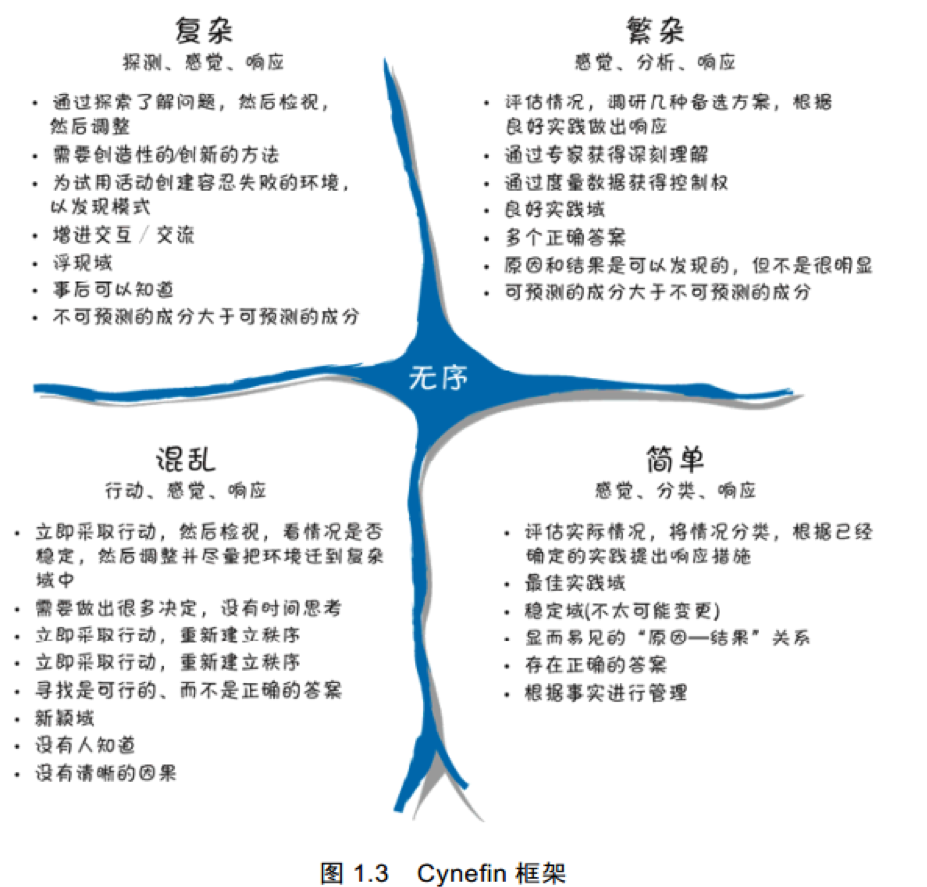 复杂
探测、感觉、响应
• 通过探索了解问题，然后检视，
然后调整
• 需要创造性的/创新的方法
• 为试用活动创建容忍失败的环境，
以发现模式
• 增进交互/交流
• 浮现域
• 事后可以知道
• 不可预测的成分大于可预测的成分
繁杂
感觉、分析、响应
• 评估情况，调研几种备选方案，根据
良好实践做出响应
• 通过专家获得深刻理解
• 通过度量数据获得控制权
• 良好实践域
• 多个正确答案
• 原因和结果是可以发现的，但不是很明显
• 可预测的成分大于不可预测的成分
无序
混乱
行动、感觉、响应
• 立即采取行动，然后检视，看情况是否
稳定，然后调整并尽量把环境迁到复杂
域中
• 需要做出很多决定，没有时间思考
• 立即采取行动，重新建立秩序
• 立即采取行动，重新建立秩序
• 寻找是可行的、而不是正确的答案
• 新颖域
• 没有人知道
• 没有清晰的因果
简单
感觉、分类、响应
• 评估实际情况，将情况分类，根据已经
确定的实践提出响应措施
• 最佳实践域
• 稳定域(不太可能变更)
• 显而易见的“原因—结果”关系
• 存在正确的答案
• 根据事实进行管理
图 1.3 Cynefin 框架